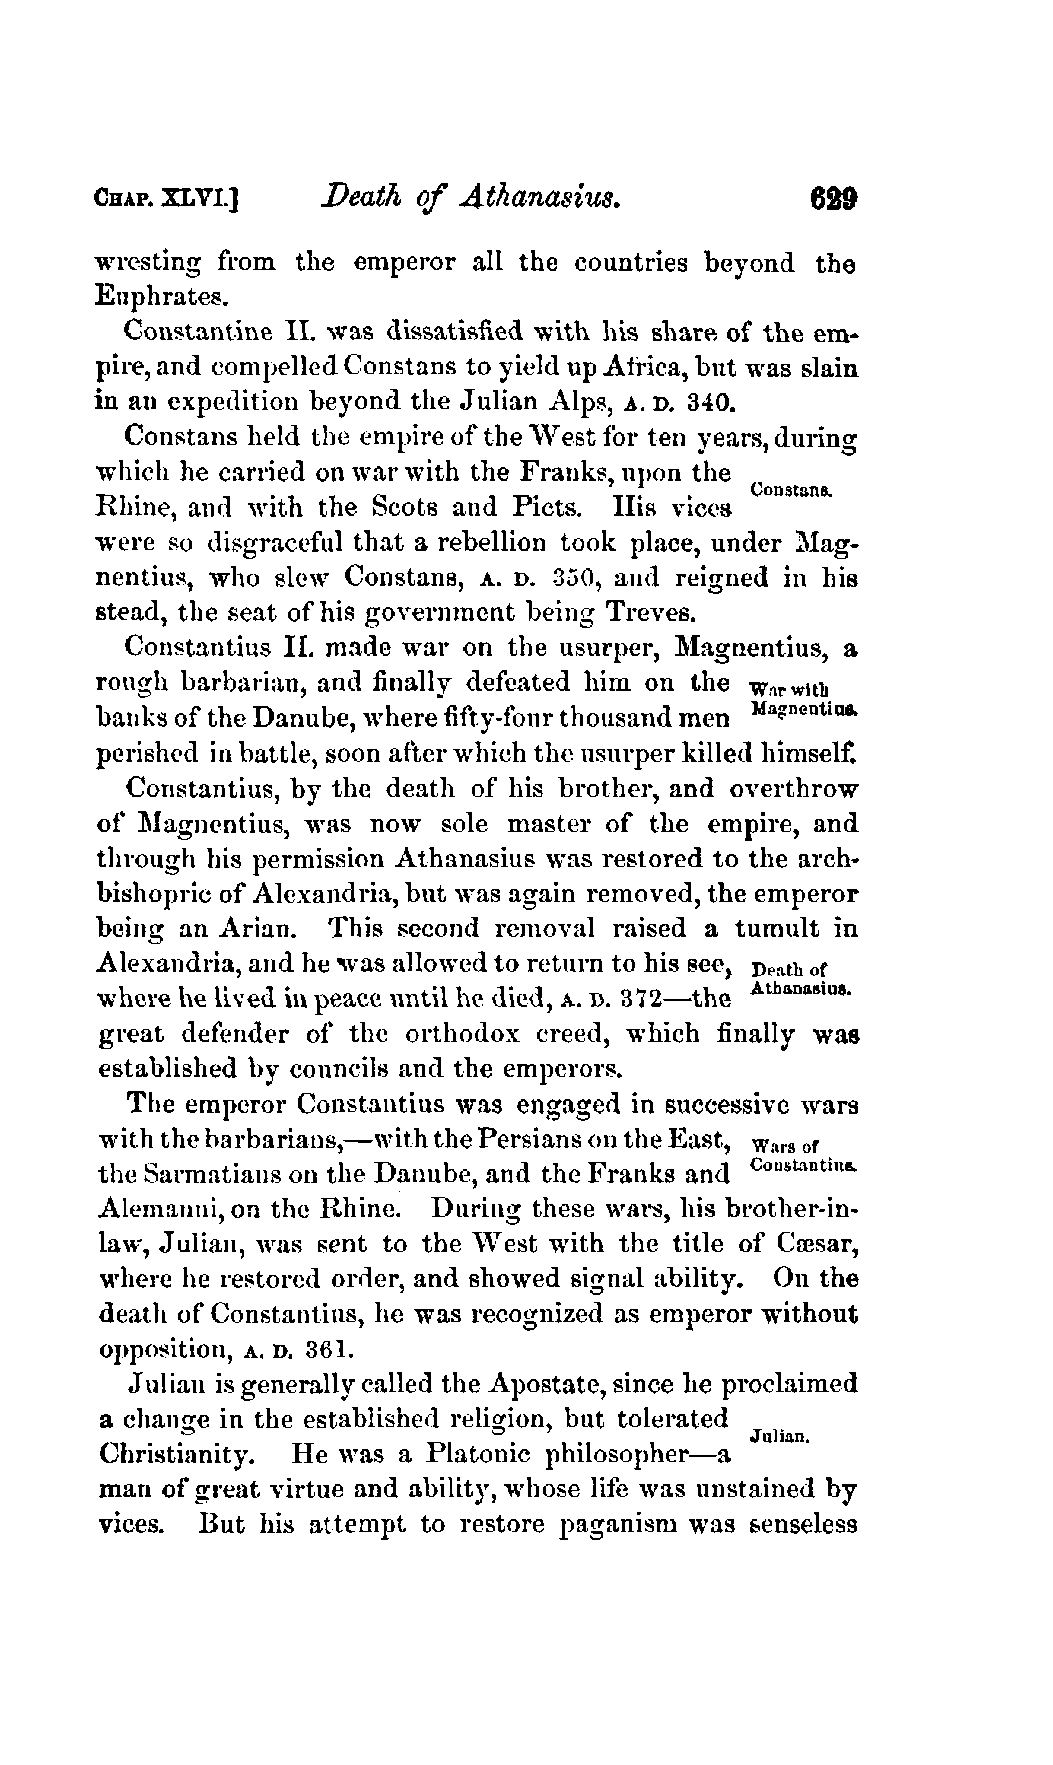 CHAP. XLVI.] Death of Athanasius. 629
wresting from the emperor all the countries beyond the
Euphrates.
Constantine II. was dissatisfied with his share of the em-
pire, and compelled Constans to yield up Africa, but was slain
in an expedition beyond the Julian Alps, A. D. 340.
Constans held the empire of the West for ten years, during
which he carried on war with the Franks, upon the
Constans.
Rhine, and with the Scots and Picts. His vices
were so disgraceful that a rebellion took place, under Mag-
nentius, who slew Constans, A. D. 350, and reigned in his
stead, the seat of his government being Treves.
Constantius II. made war on the usurper, Magnentius, a
rough barbarian, and finally defeated him on the War with
banks of the Danube, where fifty-four thousand men Magnentius.
perished in battle, soon after which the usurper killed himself.
Constantius, by the death of his brother, and overthrow
of Magnentius, was now sole master of the empire, and
through his permission Athanasius was restored to the arch-
bishopric of Alexandria, but was again removed, the emperor
being an Arian. This second removal raised a tumult in
Alexandria, and he was allowed to return to his see, Death of
where he lived in peace until he died, A. D. 372—the Athanasius.
great defender of the orthodox creed, which finally was
established by councils and the emperors.
The emperor Constantius was engaged in successive wars
with the barbarians,—with the Persians on the East, Wars of
the Sarmatians on the Danube, and the Franks and Constantius.
Alemanni, on the Rhine. During these wars, his brother-in-
law, Julian, was sent to the West with the title of Cæsar,
where he restored order, and showed signal ability. On the
death of Constantius, he was recognized as emperor without
opposition, A. D. 361.
Julian is generally called the Apostate, since he proclaimed
a change in the established religion, but tolerated
Julian.
Christianity. He was a Platonic philosopher—a
man of great virtue and ability, whose life was unstained by
vices. But his attempt to restore paganism was senseless